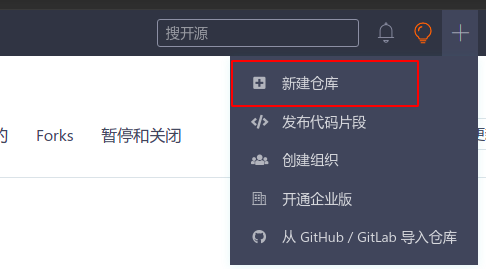 搜开源
新建仓库
的 Forks 暂停和关闭
发布代码片段
创建组织
开通企业版
从 GitHub / GitLab 导入仓库